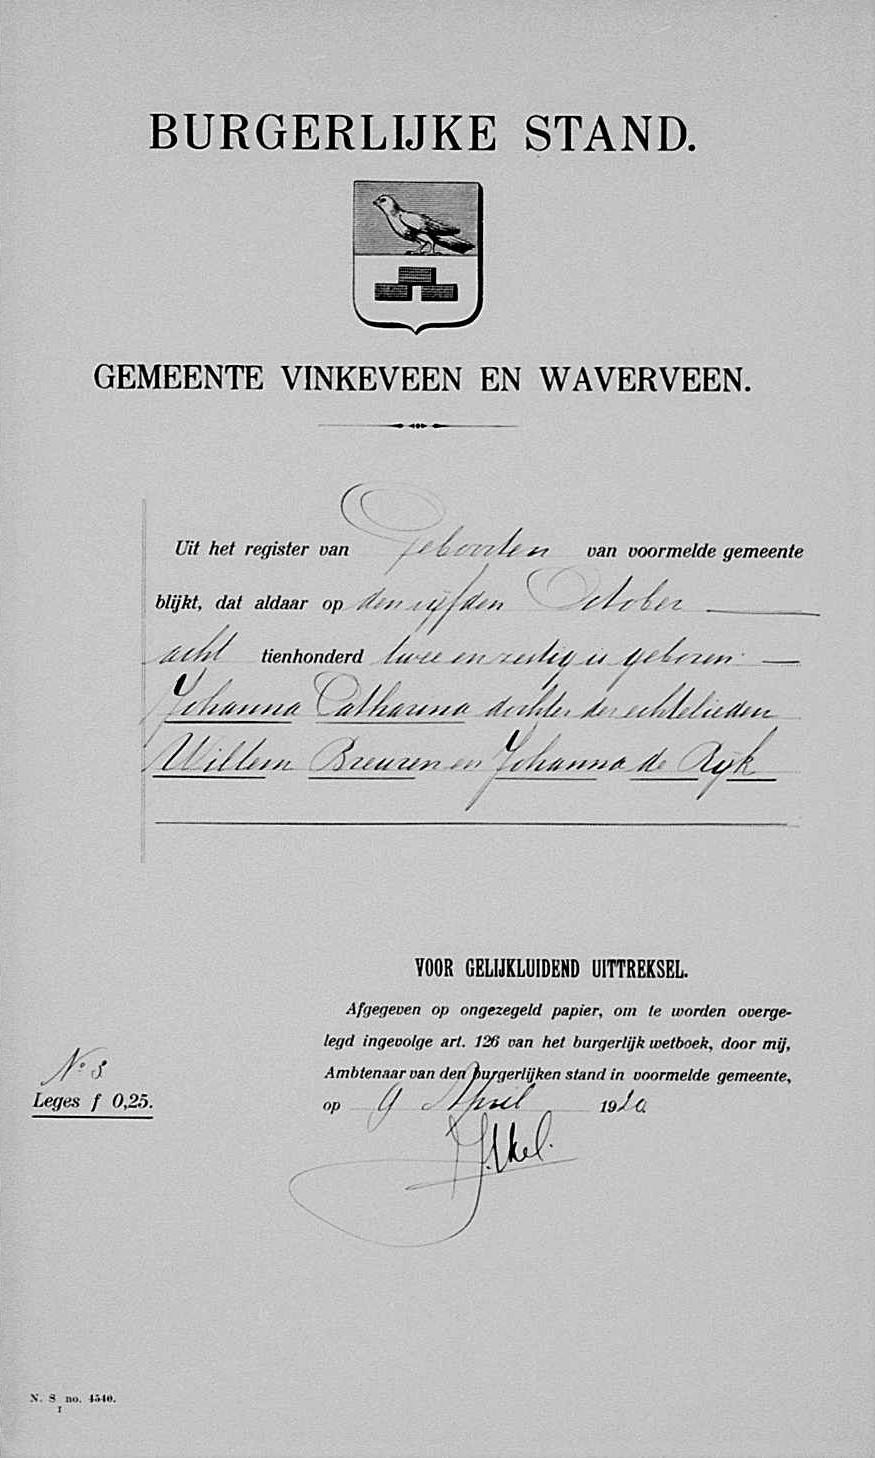 BURGERLIJKE STAND.
GEMEENTE VINKEVEEN EN WAVERVEEN.
Uit het register van Geboorten van voormelde gemeente
blijkt, dat aldaar op den vijfden October
acht tienhonderd twee en zestig is geboren
Johanna Catharina dochter der echtelieden
Willem Breuren en Johanna de Rijk
VOOR GELIJKLUIDEND UITTREKSEL.
Afgegeven op ongezegeld papier, om te worden overge-
legd ingevolge art. 126 van het burgerlijk wetboek, door mij,
Ambtenaar van den burgerlijken stand in voormelde gemeente,
op 9 April 1920
No 3
Leges f 0,25.
N. S. no. 4540.
I